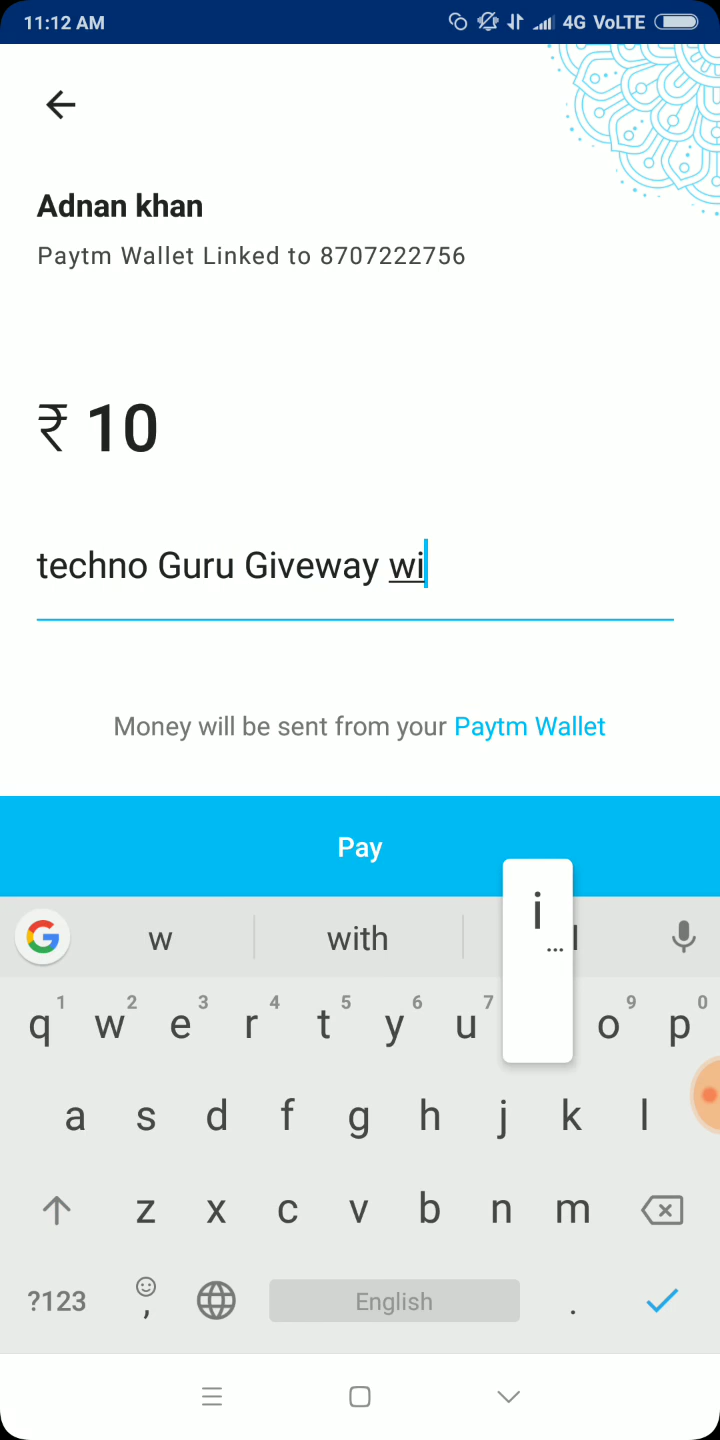 11:12 AM 4G VoLTE
Adnan khan
Paytm Wallet Linked to 8707222756
₹ 10
techno Guru Giveway wi
Money will be sent from your Paytm Wallet
Pay
w with
i
...
q1 w2 e3 r4 t5 y6 u7 o9 p0
a s d f g h j k l
z x c v b n m
?123 , English .